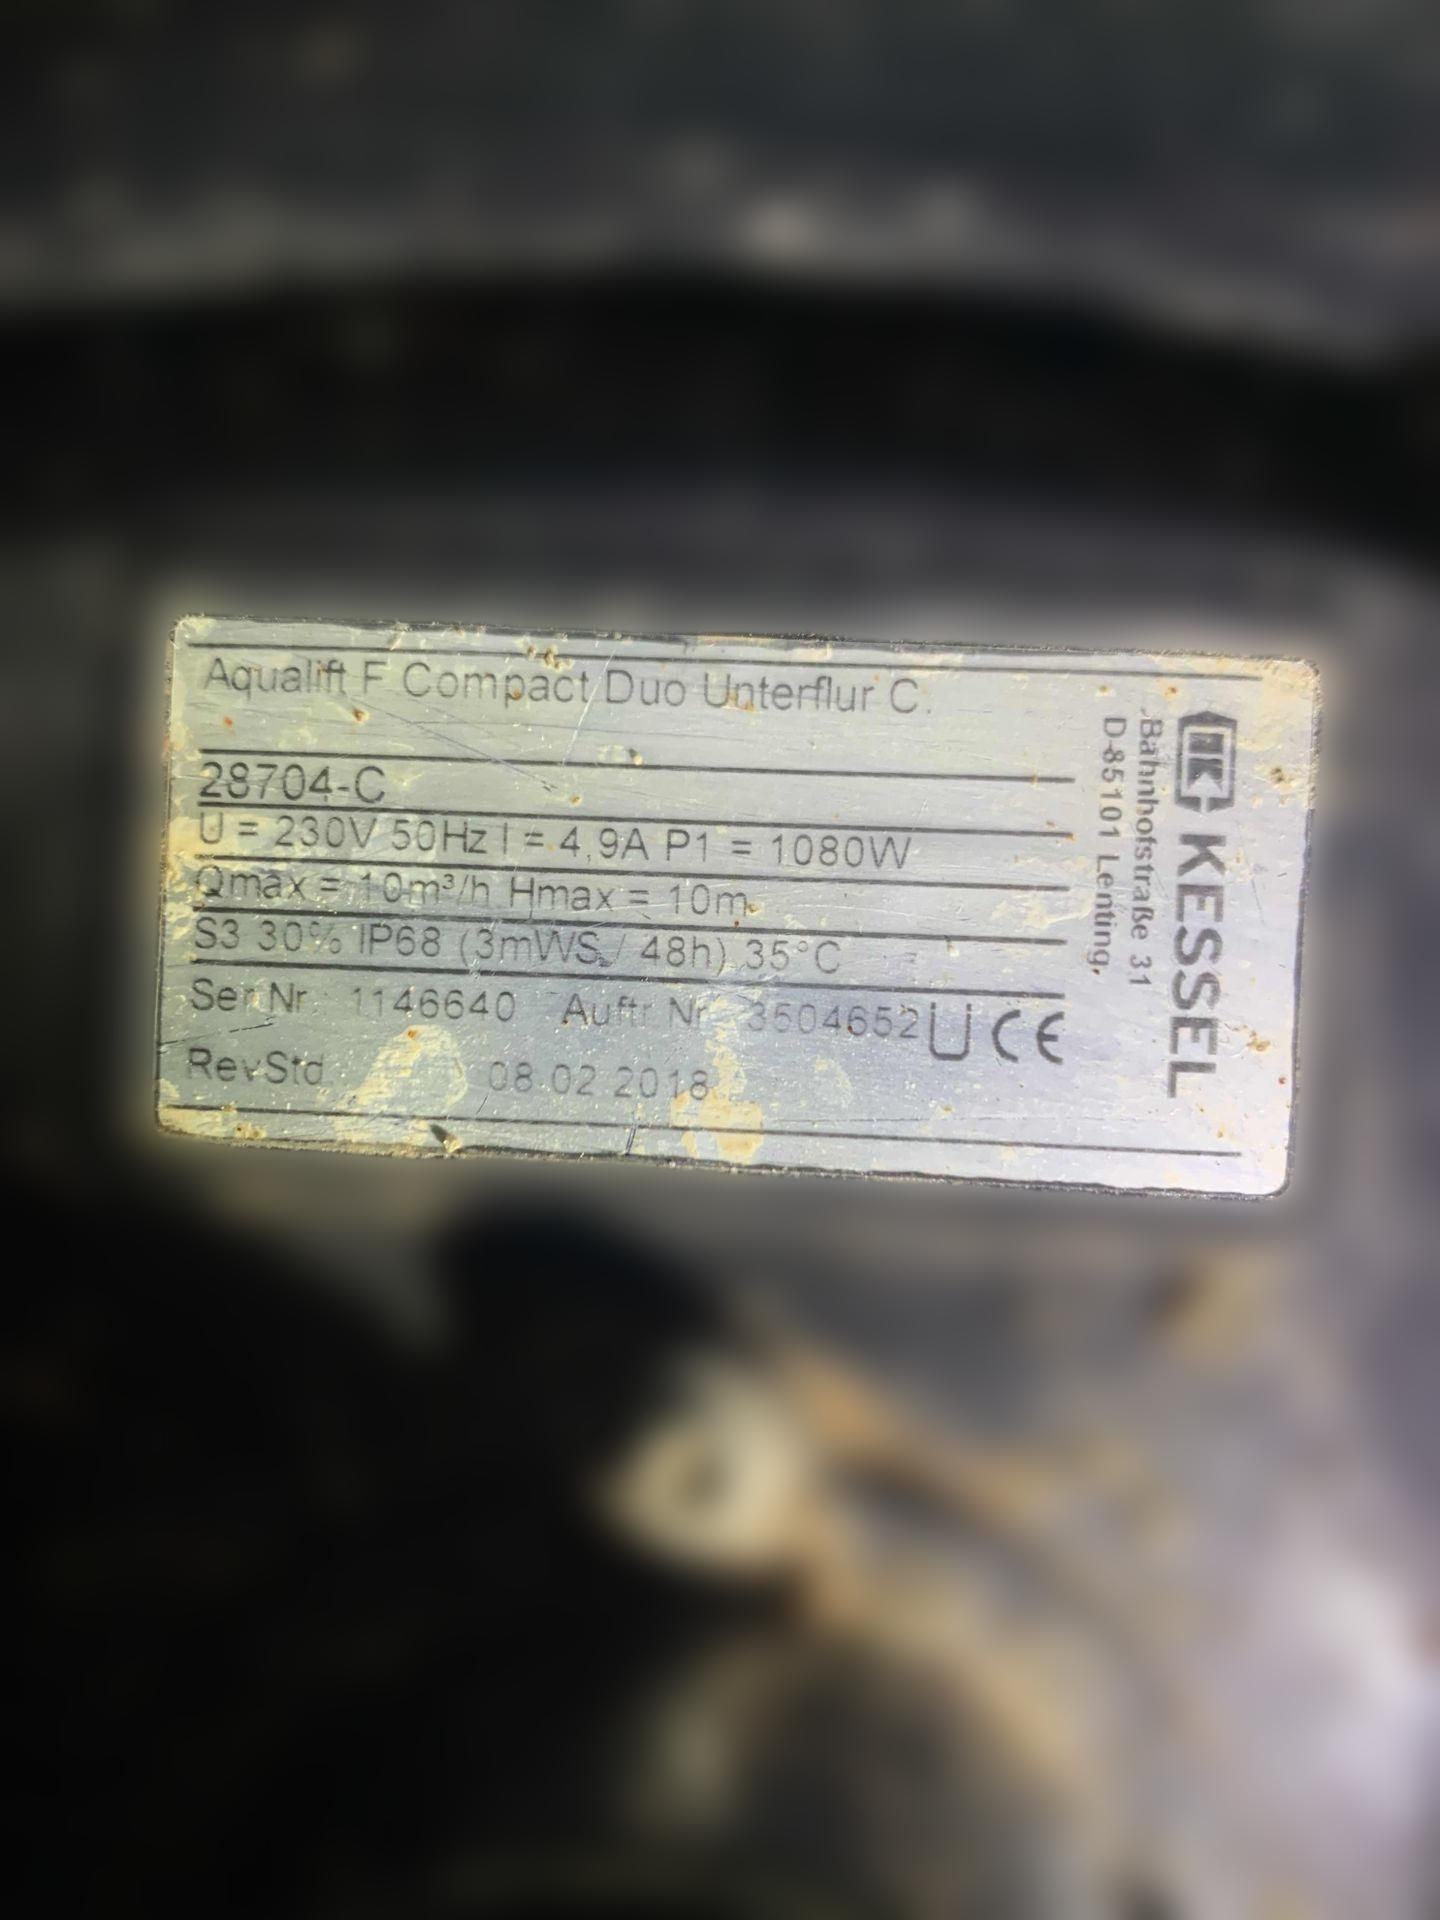 Aqualift F Compact Duo Unterflur C.
28704-C
U = 230V 50Hz I = 4,9A P1 = 1080W
Qmax = 10m³/h Hmax = 10m
S3 30% IP68 (3mWS / 48h) 35°C
Ser.Nr. 1146640 Auftr.Nr. 3504652 U CE
RevStd 08.02.2018
KESSEL
Bahnhofstraße 31
D-85101 Lenting,